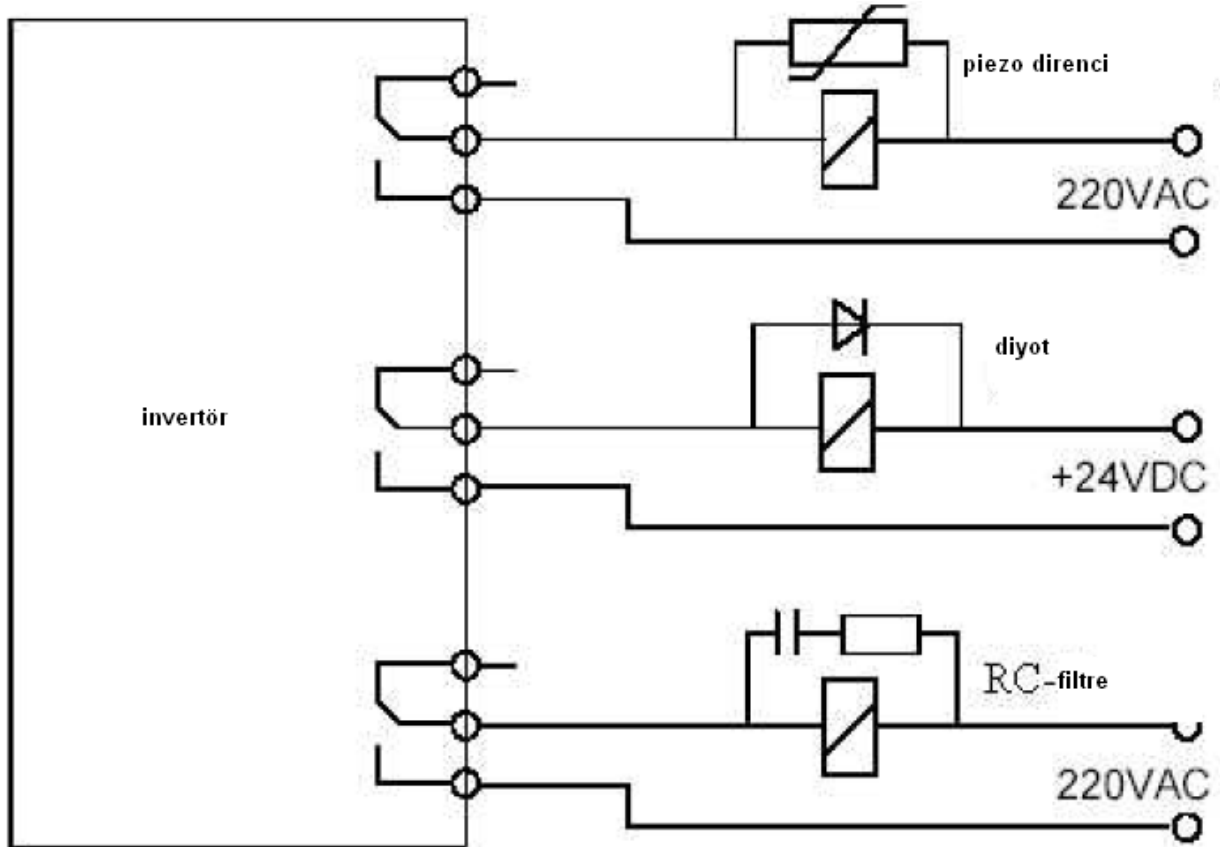 piezo direnci
220VAC
diyot
invertör
+24VDC
RC-filtre
220VAC